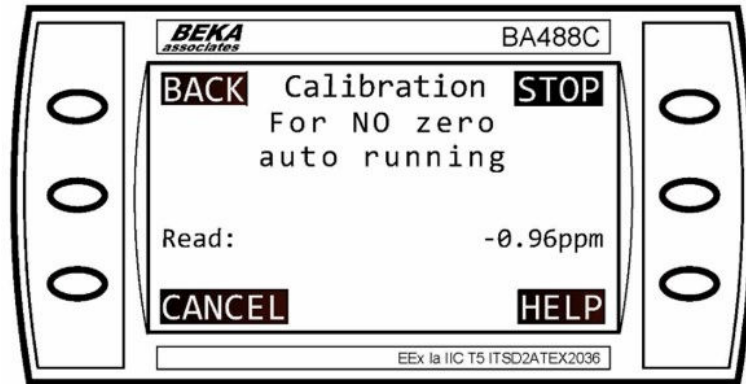 BEKA BA488C
associates
BACK Calibration STOP
For NO zero
auto running
Read: -0.96ppm
CANCEL HELP
EEx Ia IIC T5 ITSD2ATEX2036